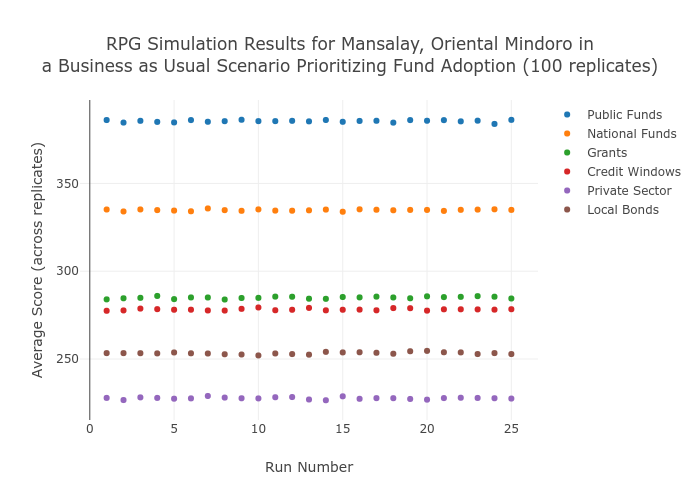 RPG Simulation Results for Mansalay, Oriental Mindoro in
a Business as Usual Scenario Prioritizing Fund Adoption (100 replicates)
Public Funds
National Funds
Grants
Credit Windows
Private Sector
Local Bonds
Average Score (across replicates)
350
300
250
0
5
10
15
20
25
Run Number